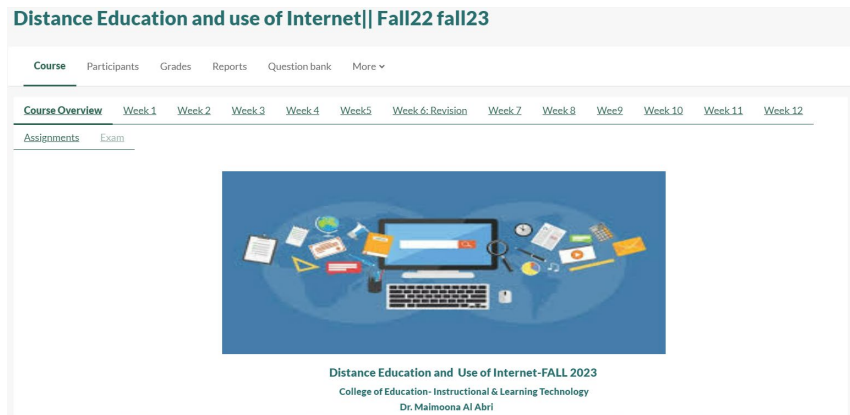 Distance Education and use of Internet|| Fall22 fall23
Course Participants Grades Reports Question bank More
Course Overview Week 1 Week 2 Week 3 Week 4 Week5 Week 6: Revision Week 7 Week 8 Wee9 Week 10 Week 11 Week 12
Assignments Exam
Distance Education and Use of Internet-FALL 2023
College of Education- Instructional & Learning Technology
Dr. Maimoona Al Abri